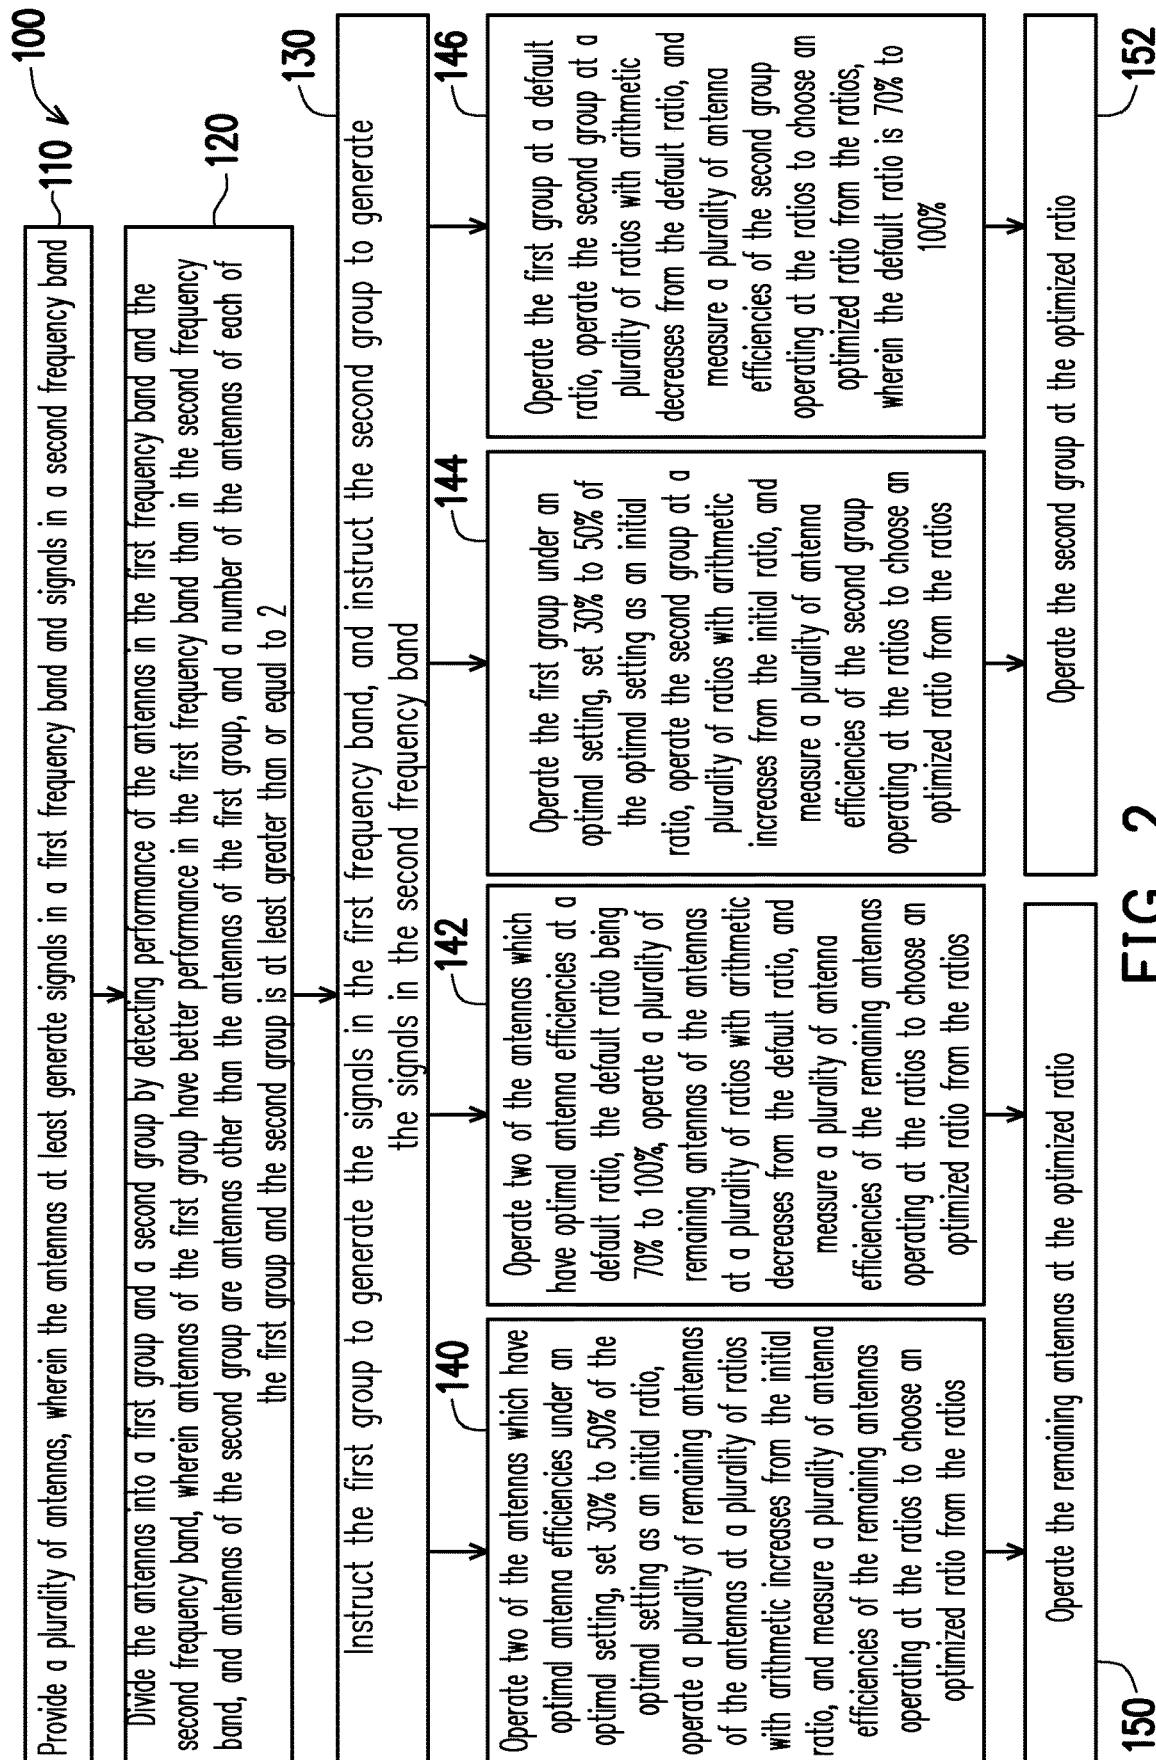 100
110
Provide a plurality of antennas, wherein the antennas at least generate signals in a first frequency band and signals in a second frequency band
120
Divide the antennas into a first group and a second group by detecting performance of the antennas in the first frequency band and the
second frequency band, wherein antennas of the first group have better performance in the first frequency band than in the second frequency
band, and antennas of the second group are antennas other than the antennas of the first group, and a number of the antennas of each of
the first group and the second group is at least greater than or equal to 2
130
Instruct the first group to generate the signals in the first frequency band, and instruct the second group to generate
the signals in the second frequency band
140
Operate two of the antennas which have
optimal antenna efficiencies under an
optimal setting, set 30% to 50% of the
optimal setting as an initial ratio,
operate a plurality of remaining antennas
of the antennas at a plurality of ratios
with arithmetic increases from the initial
ratio, and measure a plurality of antenna
efficiencies of the remaining antennas
operating at the ratios to choose an
optimized ratio from the ratios
142
Operate two of the antennas which
have optimal antenna efficiencies at a
default ratio, the default ratio being
70% to 100%, operate a plurality of
remaining antennas of the antennas
at a plurality of ratios with arithmetic
decreases from the default ratio, and
measure a plurality of antenna
efficiencies of the remaining antennas
operating at the ratios to choose an
optimized ratio from the ratios
144
Operate the first group under an
optimal setting, set 30% to 50% of
the optimal setting as an initial
ratio, operate the second group at a
plurality of ratios with arithmetic
increases from the initial ratio, and
measure a plurality of antenna
efficiencies of the second group
operating at the ratios to choose an
optimized ratio from the ratios
146
Operate the first group at a default
ratio, operate the second group at a
plurality of ratios with arithmetic
decreases from the default ratio, and
measure a plurality of antenna
efficiencies of the second group
operating at the ratios to choose an
optimized ratio from the ratios,
wherein the default ratio is 70% to
100%
Operate the remaining antennas at the optimized ratio
150
Operate the second group at the optimized ratio
152
FIG. 2